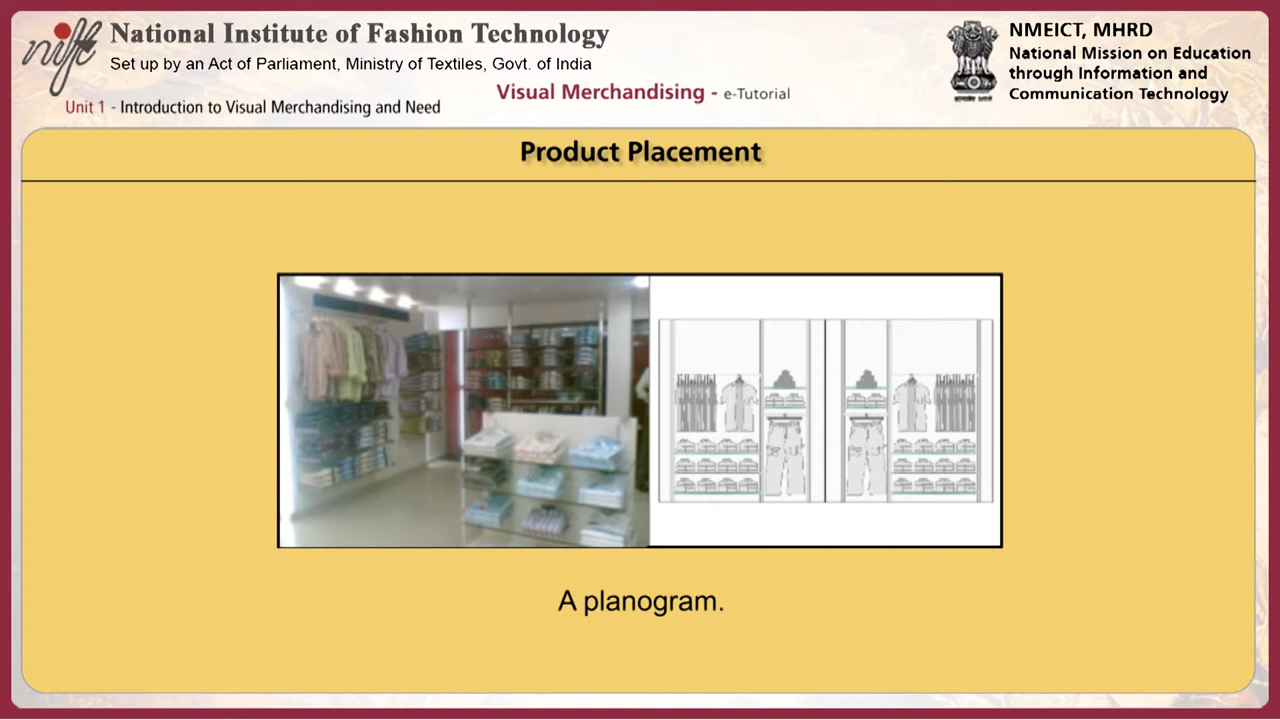 nift
National Institute of Fashion Technology
Set up by an Act of Parliament, Ministry of Textiles, Govt. of India
Unit 1 - Introduction to Visual Merchandising and Need
Visual Merchandising - e-Tutorial
NMEICT, MHRD
National Mission on Education
through Information and
Communication Technology
Product Placement
A planogram.